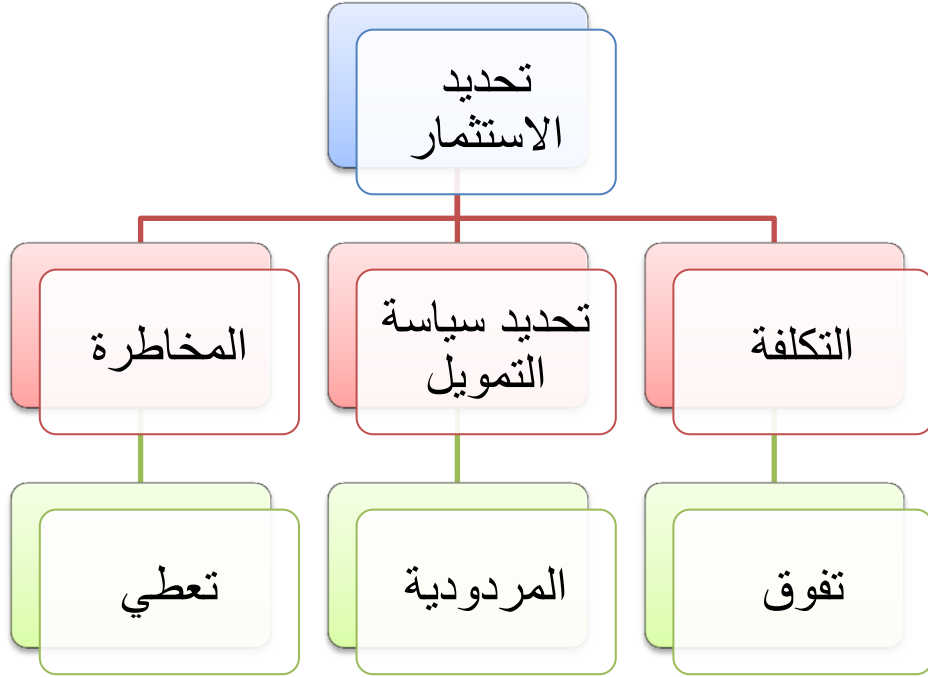 تحديد
الاستثمار
التكلفة
تحديد سياسة
التمويل
المخاطرة
تفوق
المردودية
تعطي